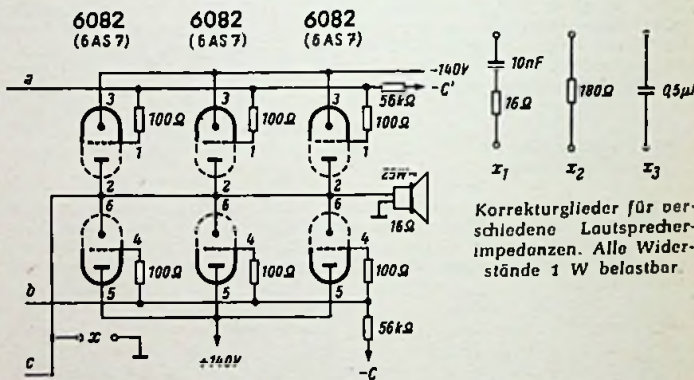 6082 6082 6082
(6AS7) (6AS7) (6AS7)
a
-140V
-C'
56kΩ
3 3 3
100Ω 100Ω 100Ω
1 1 1
2 2 2
6 6 6
16Ω
4 4 4
100Ω 100Ω 100Ω
5 5 5
b
56kΩ
x
c
+140V
-C
10nF
16Ω
180Ω
0,5µF
x1 x2 x3
Korrekturglieder für ver-
schiedene Lautsprecher-
impedanzen. Alle Wider-
stände 1 W belastbar